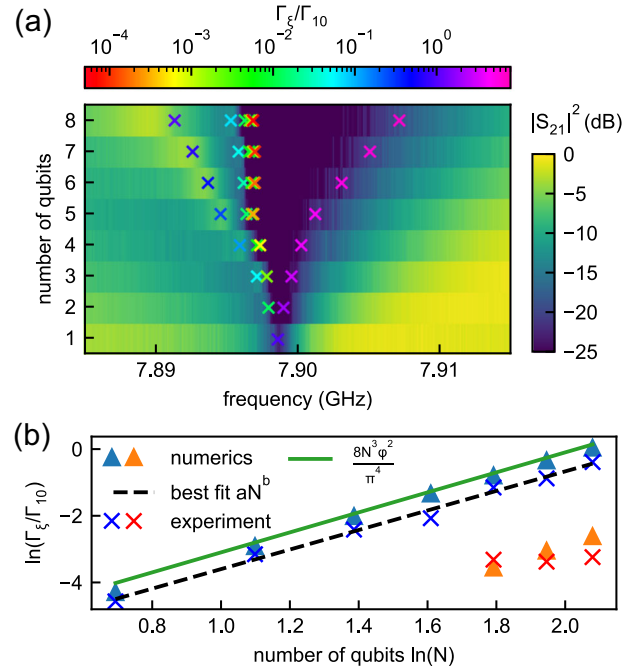 (a)
Γξ/Γ10
10⁻⁴ 10⁻³ 10⁻² 10⁻¹ 10⁰
number of qubits
8
7
6
5
4
3
2
1
7.89 7.90 7.91
frequency (GHz)
|S21|² (dB)
0
−5
−10
−15
−20
−25
(b)
ln(Γξ/Γ10)
0
−2
−4
numerics
best fit aNᵇ
experiment
8N³φ²
π⁴
0.8 1.0 1.2 1.4 1.6 1.8 2.0
number of qubits ln(N)